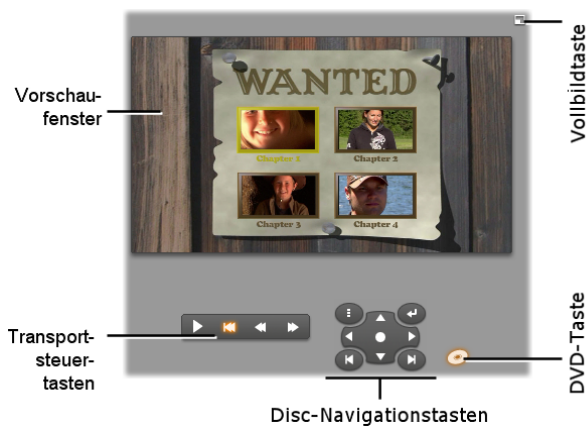 Vollbildtaste
Vorschau-
fenster
WANTED
Chapter 1
Chapter 2
Chapter 3
Chapter 4
Transport-
steuer-
tasten
DVD-Taste
Disc-Navigationstasten